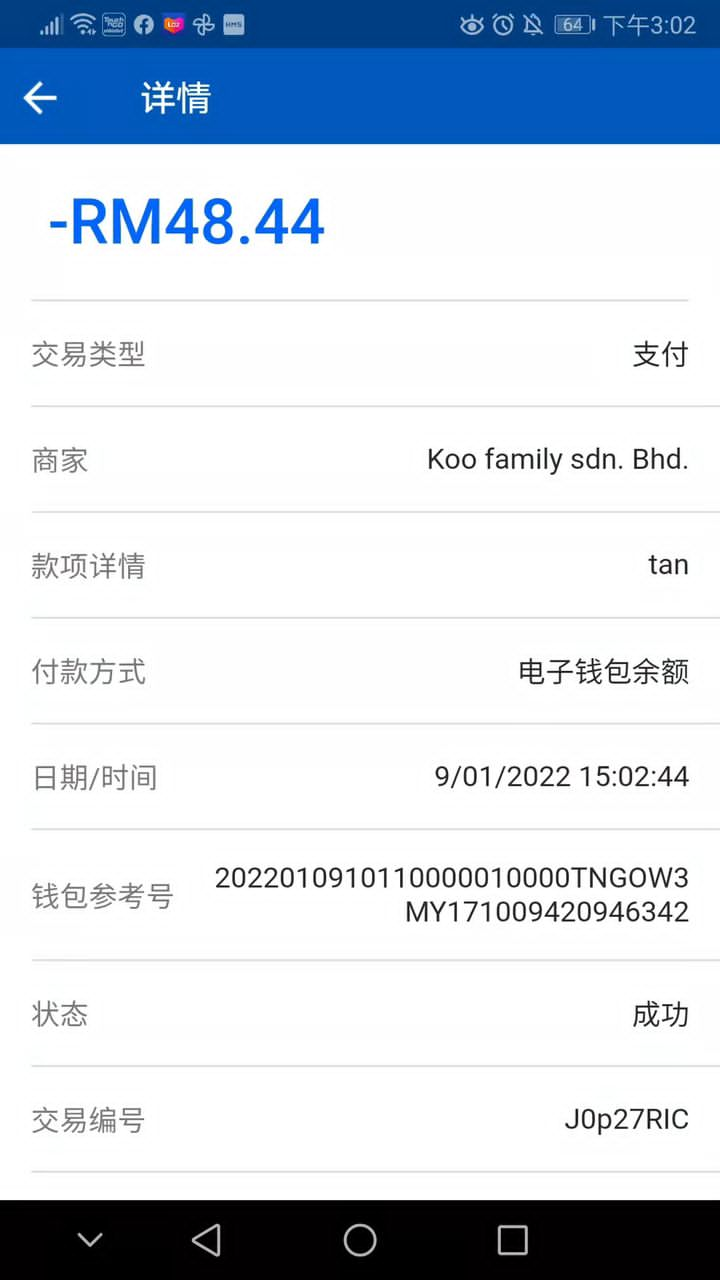 HMS
64 下午3:02
详情
-RM48.44
交易类型 支付
商家 Koo family sdn. Bhd.
款项详情 tan
付款方式 电子钱包余额
日期/时间 9/01/2022 15:02:44
钱包参考号 2022010910110000010000TNGOW3
MY171009420946342
状态 成功
交易编号 J0p27RIC